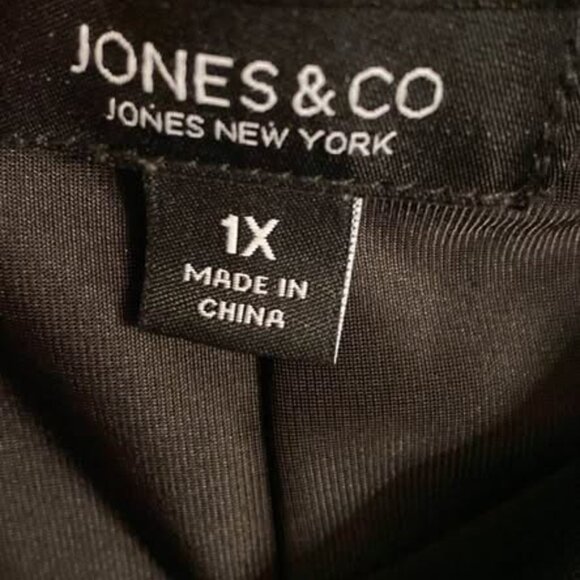 JONES & CO
JONES NEW YORK
1X
MADE IN
CHINA